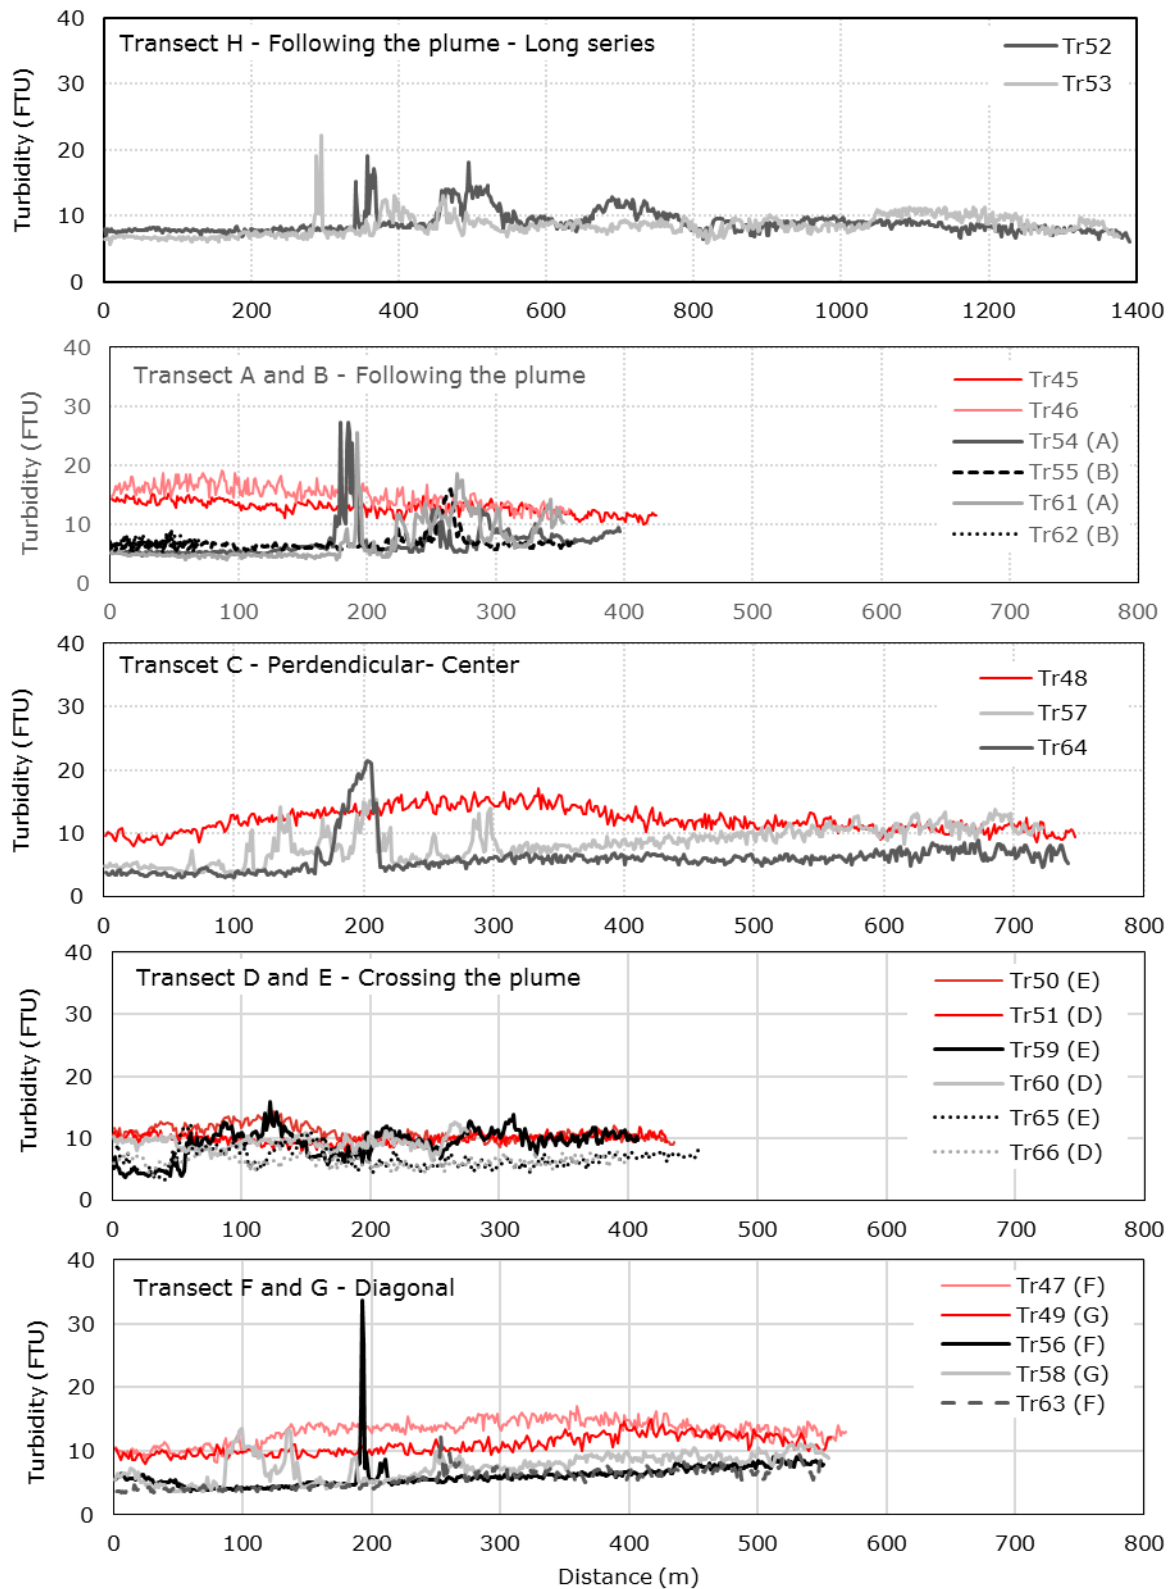 Transect H - Following the plume - Long series
Tr52
Tr53
Turbidity (FTU)
40
30
20
10
0
0 200 400 600 800 1000 1200 1400
Transect A and B - Following the plume
Tr45
Tr46
Tr54 (A)
Tr55 (B)
Tr61 (A)
Tr62 (B)
Turbidity (FTU)
40
30
20
10
0
0 100 200 300 400 500 600 700 800
Transcet C - Perdendicular- Center
Tr48
Tr57
Tr64
Turbidity (FTU)
40
30
20
10
0
0 100 200 300 400 500 600 700 800
Transect D and E - Crossing the plume
Tr50 (E)
Tr51 (D)
Tr59 (E)
Tr60 (D)
Tr65 (E)
Tr66 (D)
Turbidity (FTU)
40
30
20
10
0
0 100 200 300 400 500 600 700 800
Transect F and G - Diagonal
Tr47 (F)
Tr49 (G)
Tr56 (F)
Tr58 (G)
Tr63 (F)
Turbidity (FTU)
40
30
20
10
0
0 100 200 300 400 500 600 700 800
Distance (m)